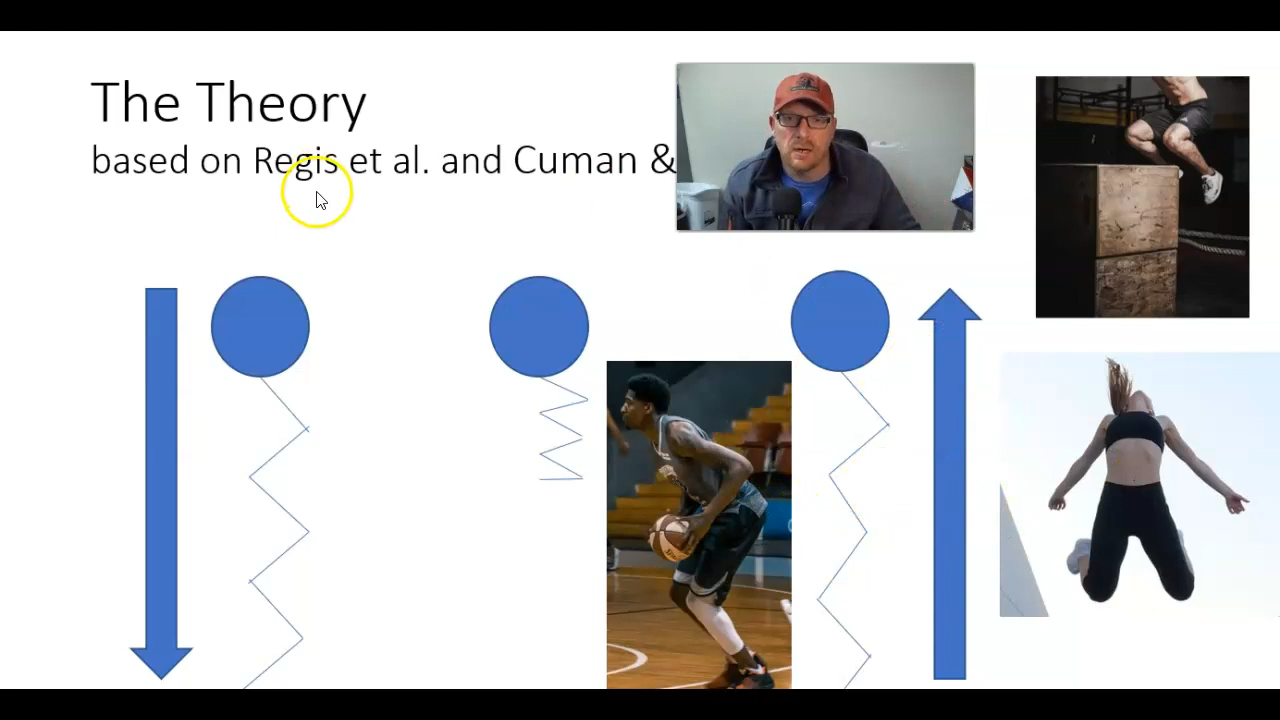 The Theory
based on Regis et al. and Cuman &